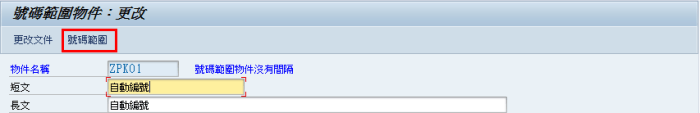 號碼範圍物件：更改
更改文件 號碼範圍
物件名稱 ZPK01 號碼範圍物件沒有間隔
短文 自動編號
長文 自動編號